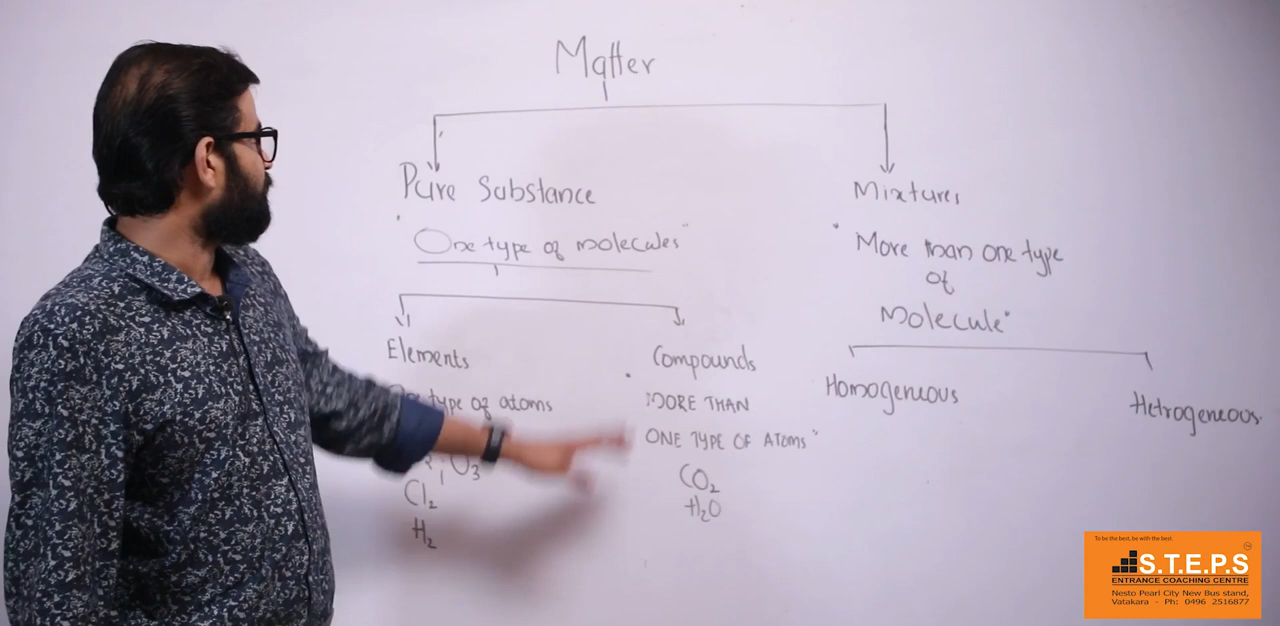 Matter
Pure Substance
Mixtures
"One type of molecules"
"More than one type
of
Molecule"
Elements
Compounds
Homogeneous
Hetrogeneous.
type of atoms
MORE THAN
ONE TYPE OF ATOMS"
, O3
Cl2
H2
CO2
H2O
To be the best, be with the best.
S.T.E.P.S
ENTRANCE COACHING CENTRE
Nesto Pearl City New Bus stand,
Vatakara - Ph: 0496 2516877